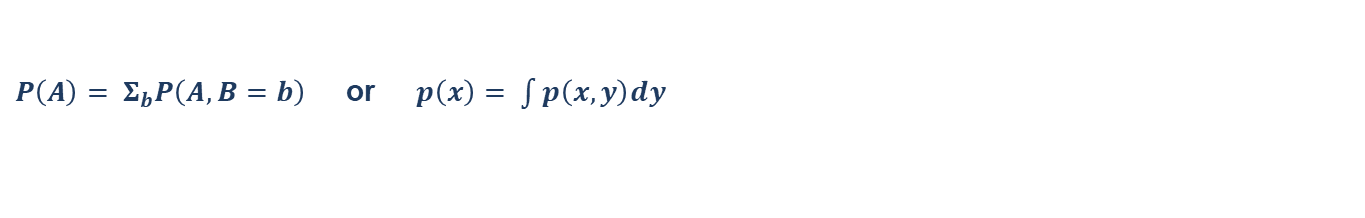 P(A) = Σ_b P(A, B = b) or p(x) = ∫ p(x, y)dy